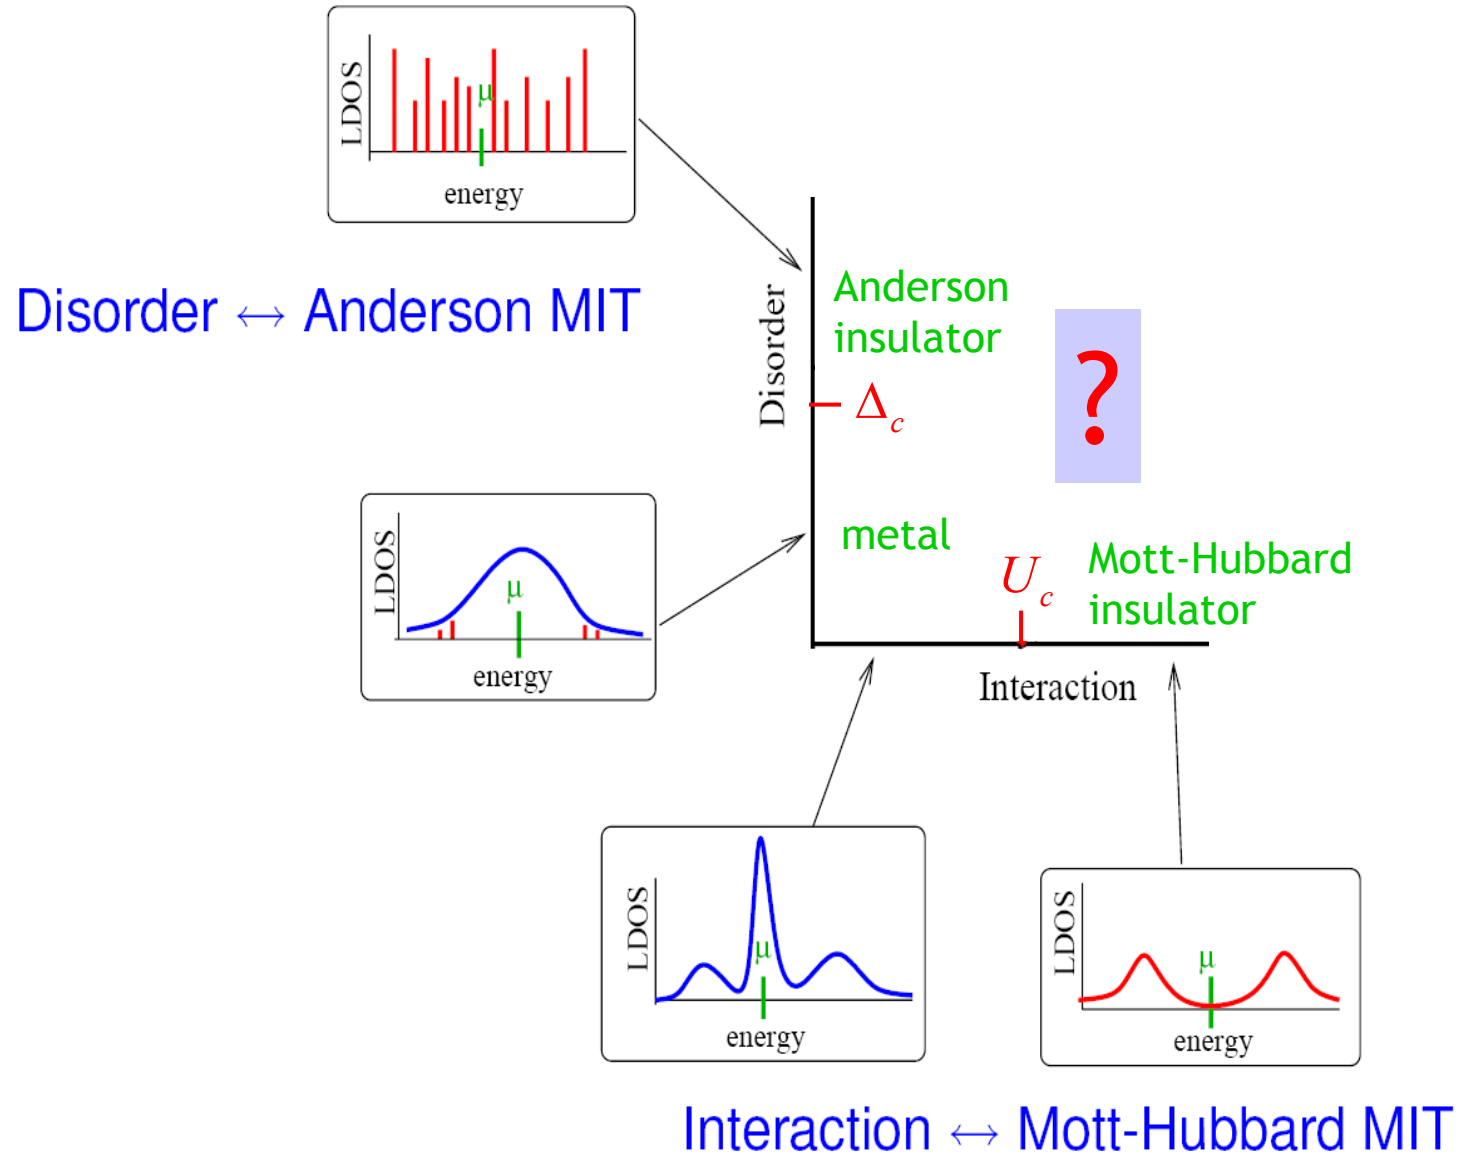 LDOS
μ
energy
Disorder ↔ Anderson MIT
Disorder
Anderson
insulator
Δc
?
metal
Uc
Mott-Hubbard
insulator
Interaction
LDOS
μ
energy
LDOS
μ
energy
LDOS
μ
energy
Interaction ↔ Mott-Hubbard MIT